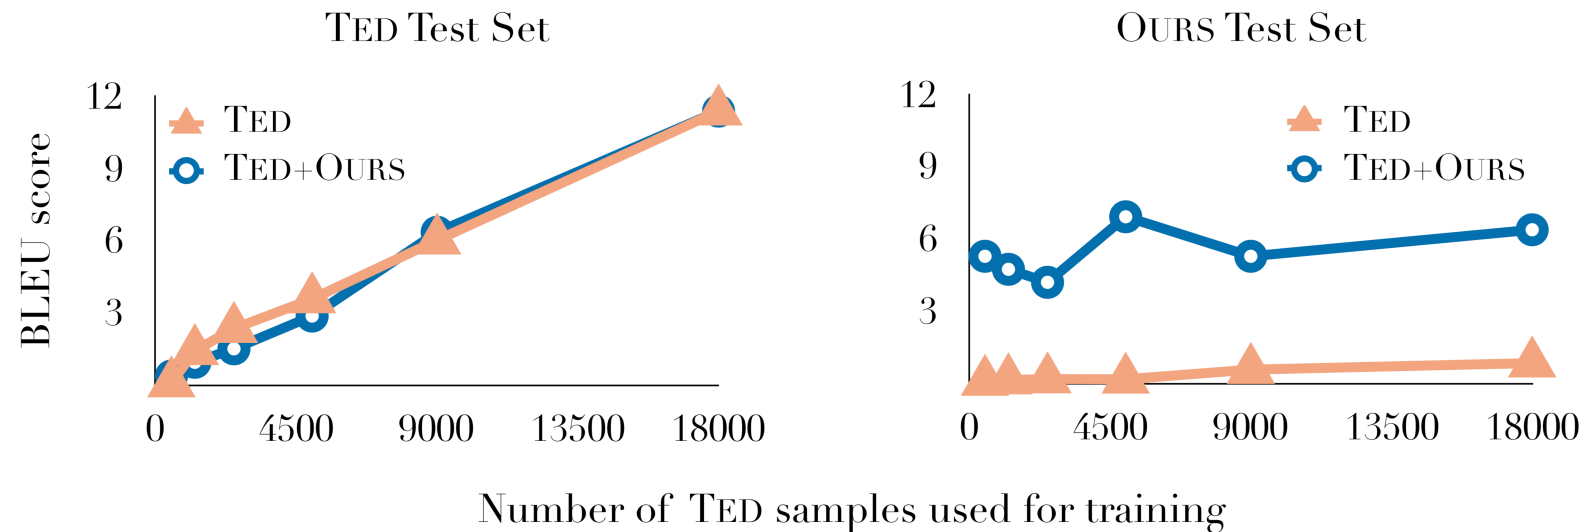 TED Test Set
12
9
6
3
BLEU score
TED
TED+OURS
0 4500 9000 13500 18000
OURS Test Set
12
9
6
3
TED
TED+OURS
0 4500 9000 13500 18000
Number of TED samples used for training